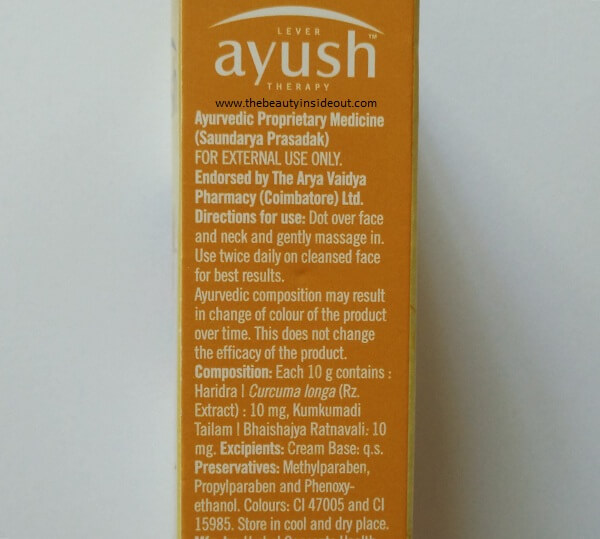 LEVER
ayush™
THERAPY
www.thebeautyinsideout.com
Ayurvedic Proprietary Medicine
(Saundarya Prasadak)
FOR EXTERNAL USE ONLY.
Endorsed by The Arya Vaidya
Pharmacy (Coimbatore) Ltd.
Directions for use: Dot over face
and neck and gently massage in.
Use twice daily on cleansed face
for best results.
Ayurvedic composition may result
in change of colour of the product
over time. This does not change
the efficacy of the product.
Composition: Each 10 g contains :
Haridra | Curcuma longa (Rz.
Extract) : 10 mg, Kumkumadi
Tailam | Bhaishajya Ratnavali: 10
mg. Excipients: Cream Base: q.s.
Preservatives: Methylparaben,
Propylparaben and Phenoxy-
ethanol. Colours: CI 47005 and CI
15985. Store in cool and dry place.